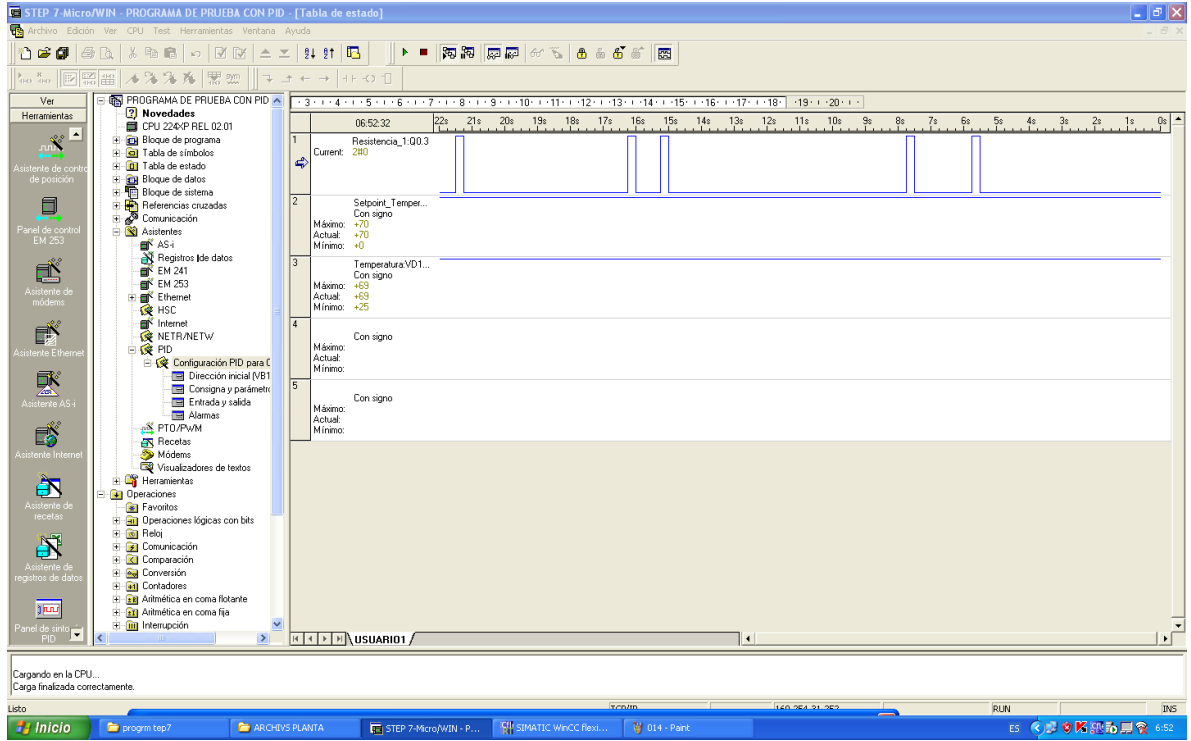 STEP 7-Micro/WIN - PROGRAMA DE PRUEBA CON PID - [Tabla de estado]
Archivo Edición Ver CPU Test Herramientas Ventana Ayuda
Ver
Herramientas
Asistente de contro
de posición
Panel de control
EM 253
Asistente de
módems
Asistente Ethernet
Asistente AS-i
Asistente Internet
Asistente de
recetas
Asistente de
registros de datos
Panel de sinto
PID
PROGRAMA DE PRUEBA CON PID
Novedades
CPU 224XP REL 02.01
Bloque de programa
Tabla de símbolos
Tabla de estado
Bloque de datos
Bloque de sistema
Referencias cruzadas
Comunicación
Asistentes
AS-i
Registros |de datos
EM 241
EM 253
Ethernet
HSC
Internet
NETR/NETW
PID
Configuración PID para C
Dirección inicial (VB1
Consigna y parámetro
Entrada y salida
Alarmas
PTO/PWM
Recetas
Módems
Visualizadores de textos
Herramientas
Operaciones
Favoritos
Operaciones lógicas con bits
Reloj
Comunicación
Comparación
Conversión
Contadores
Aritmética en coma flotante
Aritmética en coma fija
Interrupción
3 4 5 6 7 8 9 10 11 12 13 14 15 16 17 18 19 20
06:52:32 22s 21s 20s 19s 18s 17s 16s 15s 14s 13s 12s 11s 10s 9s 8s 7s 6s 5s 4s 3s 2s 1s 0s
1 Resistencia_1:Q0.3
Current: 2#0
2 Setpoint_Temper...
Con signo
Máximo: +70
Actual: +70
Mínimo: +0
3 Temperatura:VD1...
Con signo
Máximo: +69
Actual: +69
Mínimo: +25
4
Con signo
Máximo:
Actual:
Mínimo:
5
Con signo
Máximo:
Actual:
Mínimo:
USUARIO1
Cargando en la CPU...
Carga finalizada correctamente.
Listo TCP/IP 169.254.31.252 RUN INS
Inicio progrm tep7 ARCHIVS PLANTA STEP 7-Micro/WIN - P... SIMATIC WinCC flexi... 014 - Paint ES 6:52